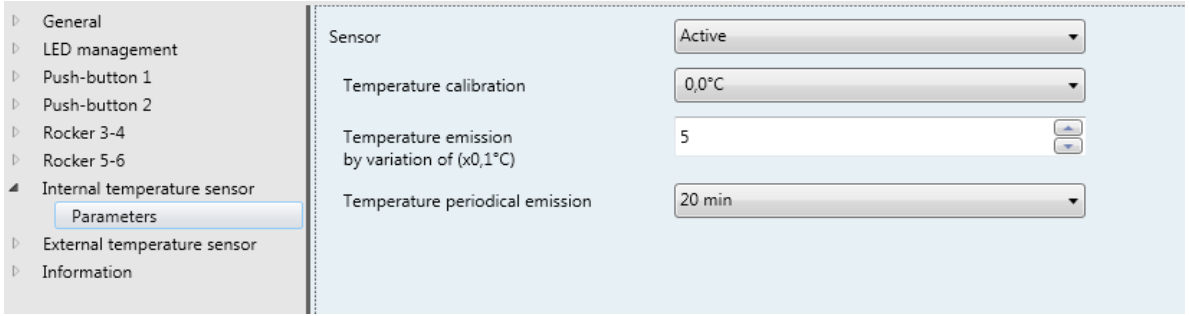 General
LED management
Push-button 1
Push-button 2
Rocker 3-4
Rocker 5-6
Internal temperature sensor
Parameters
External temperature sensor
Information
Sensor
Active
Temperature calibration
0,0°C
Temperature emission
by variation of (x0,1°C)
5
Temperature periodical emission
20 min